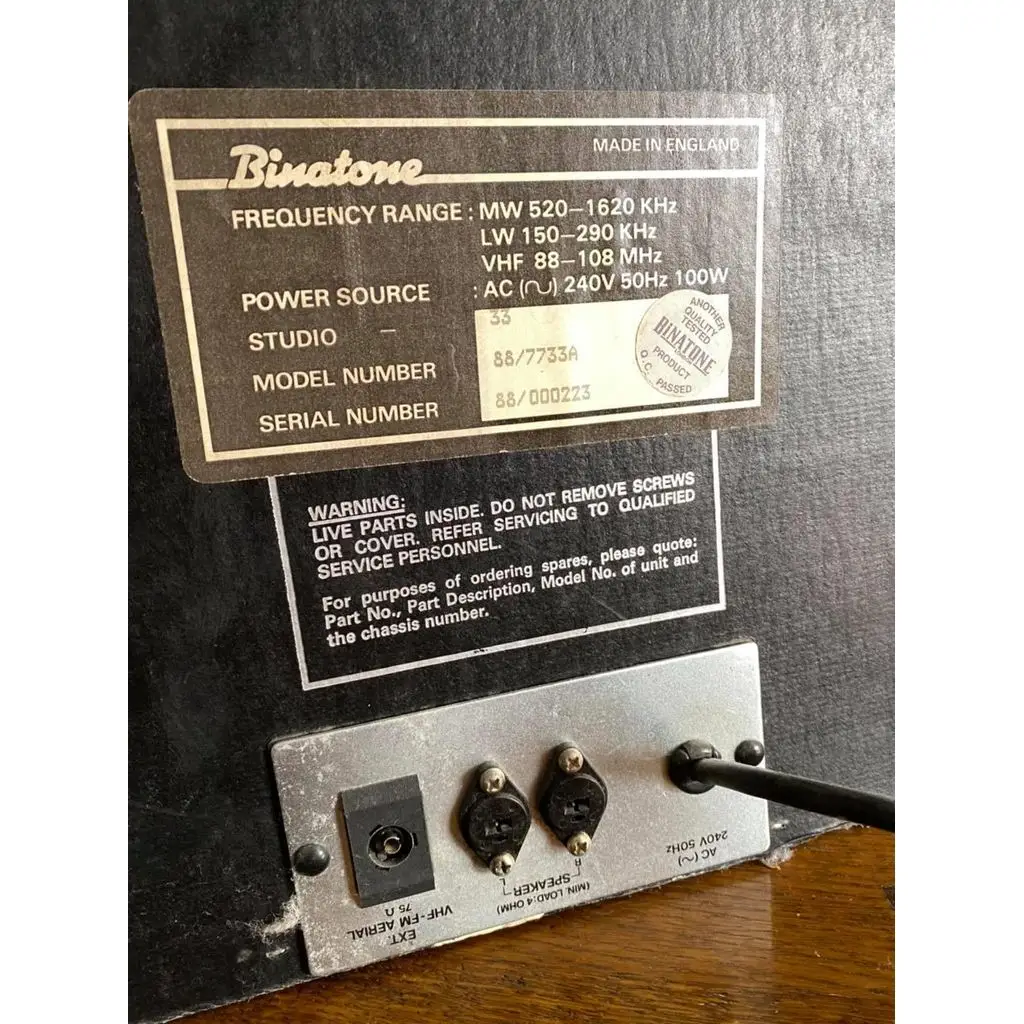 Binatone
MADE IN ENGLAND
FREQUENCY RANGE : MW 520–1620 KHz
LW 150–290 KHz
VHF 88–108 MHz
POWER SOURCE : AC (~) 240V 50Hz 100W
STUDIO – 33
MODEL NUMBER 88/7733A
SERIAL NUMBER 88/000223
ANOTHER
QUALITY
TESTED
BINATONE
PRODUCT
Q.C. PASSED
WARNING:
LIVE PARTS INSIDE. DO NOT REMOVE SCREWS
OR COVER. REFER SERVICING TO QUALIFIED
SERVICE PERSONNEL.
For purposes of ordering spares, please quote:
Part No., Part Description, Model No. of unit and
the chassis number.
AC (~)
240V 50Hz
R
L
SPEAKER
(MIN. LOAD:4 OHM)
EXT.
VHF-FM AERIAL
75 Ω